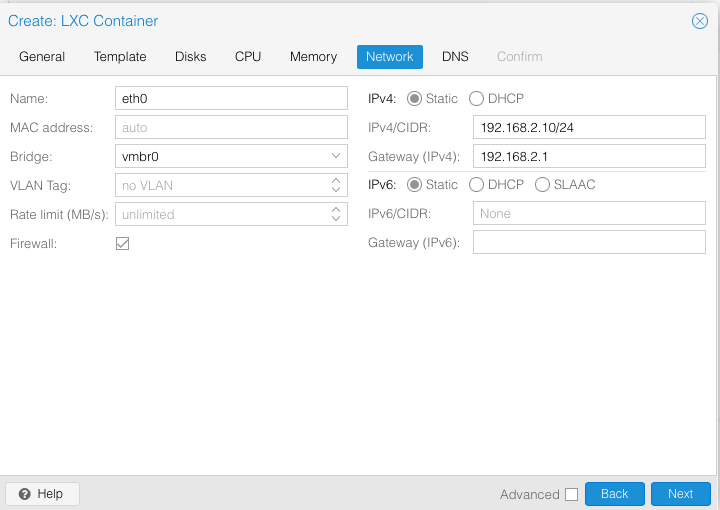 Create: LXC Container
General Template Disks CPU Memory Network DNS Confirm
Name: eth0
MAC address: auto
Bridge: vmbr0
VLAN Tag: no VLAN
Rate limit (MB/s): unlimited
Firewall:
IPv4: Static DHCP
IPv4/CIDR: 192.168.2.10/24
Gateway (IPv4): 192.168.2.1
IPv6: Static DHCP SLAAC
IPv6/CIDR: None
Gateway (IPv6):
Help Advanced Back Next